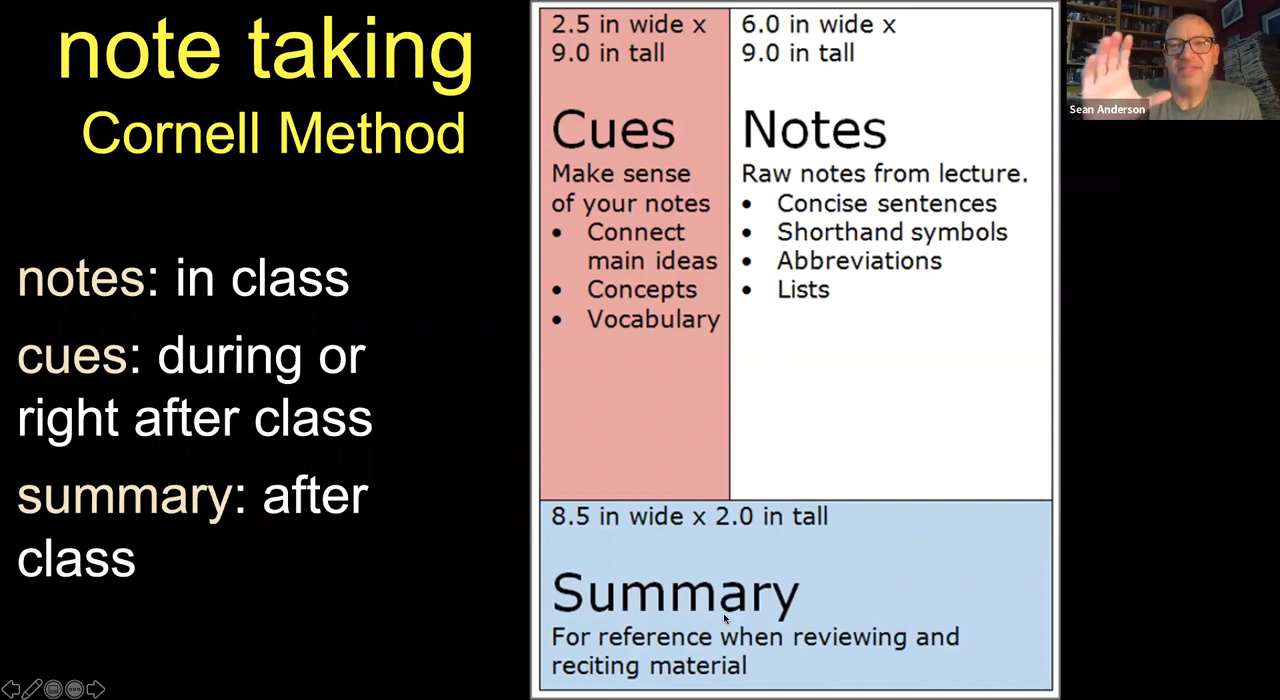 note taking
Cornell Method
notes: in class
cues: during or
right after class
summary: after
class
2.5 in wide x
9.0 in tall
Cues
Make sense
of your notes
• Connect
main ideas
• Concepts
• Vocabulary
6.0 in wide x
9.0 in tall
Notes
Raw notes from lecture.
• Concise sentences
• Shorthand symbols
• Abbreviations
• Lists
8.5 in wide x 2.0 in tall
Summary
For reference when reviewing and
reciting material
Sean Anderson